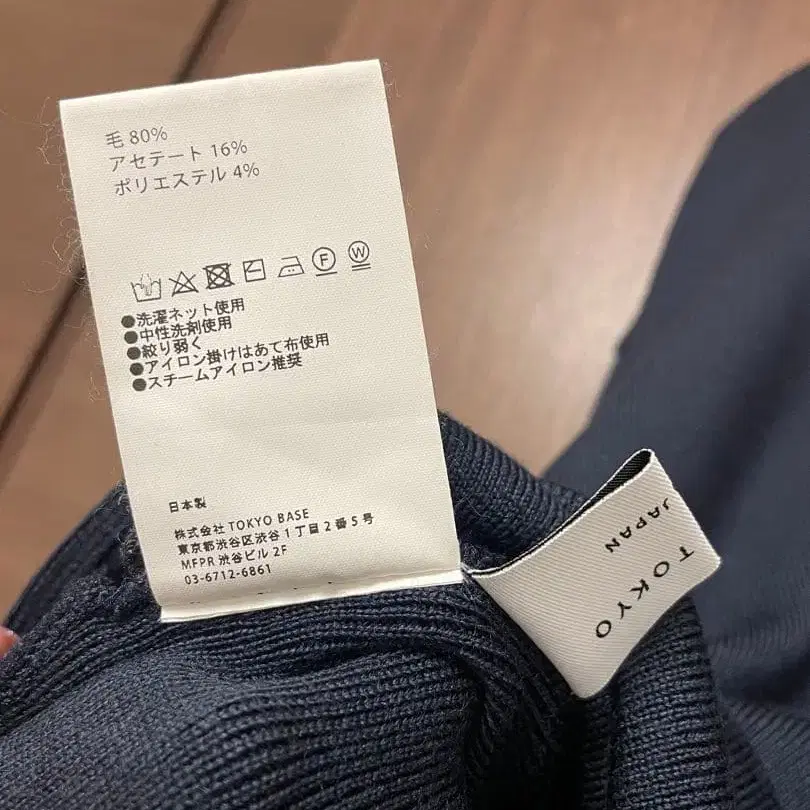 毛 80%
アセテート 16%
ポリエステル 4%
F W
●洗濯ネット使用
●中性洗剤使用
●絞り弱く
●アイロン掛けはあて布使用
●スチームアイロン推奨
日本製
株式会社 TOKYO BASE
東京都渋谷区渋谷1丁目2番5号
MFPR 渋谷ビル 2F
03-6712-6861
TOKYO
JAPAN